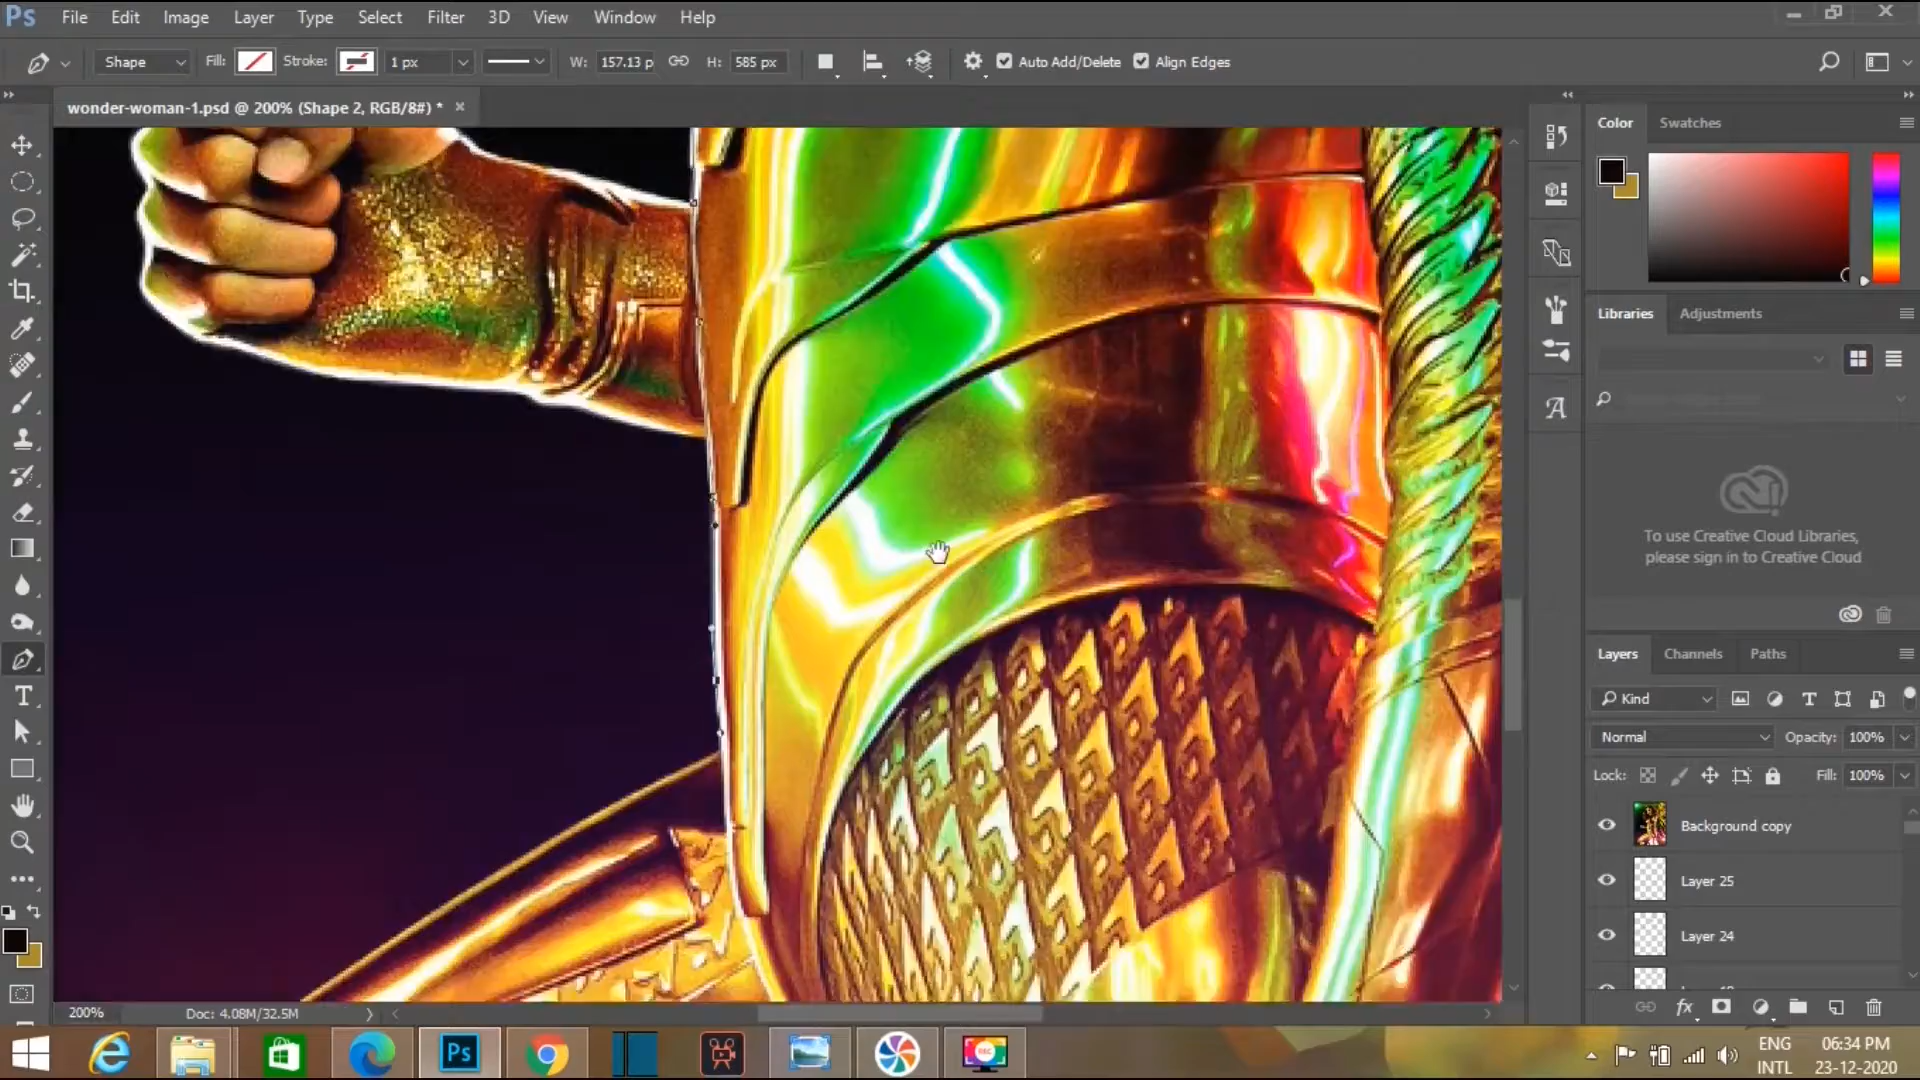 Ps File Edit Image Layer Type Select Filter 3D View Window Help
Shape Fill: Stroke: 1 px W: 157.13 p H: 585 px Auto Add/Delete Align Edges
wonder-woman-1.psd @ 200% (Shape 2, RGB/8#) * ×
Color Swatches
Libraries Adjustments
To use Creative Cloud Libraries,
please sign in to Creative Cloud
Layers Channels Paths
Kind
Normal Opacity: 100%
Lock: Fill: 100%
Background copy
Layer 25
Layer 24
fx
200% Doc: 4.08M/32.5M
Ps REC ENG 06:34 PM
INTL 23-12-2020